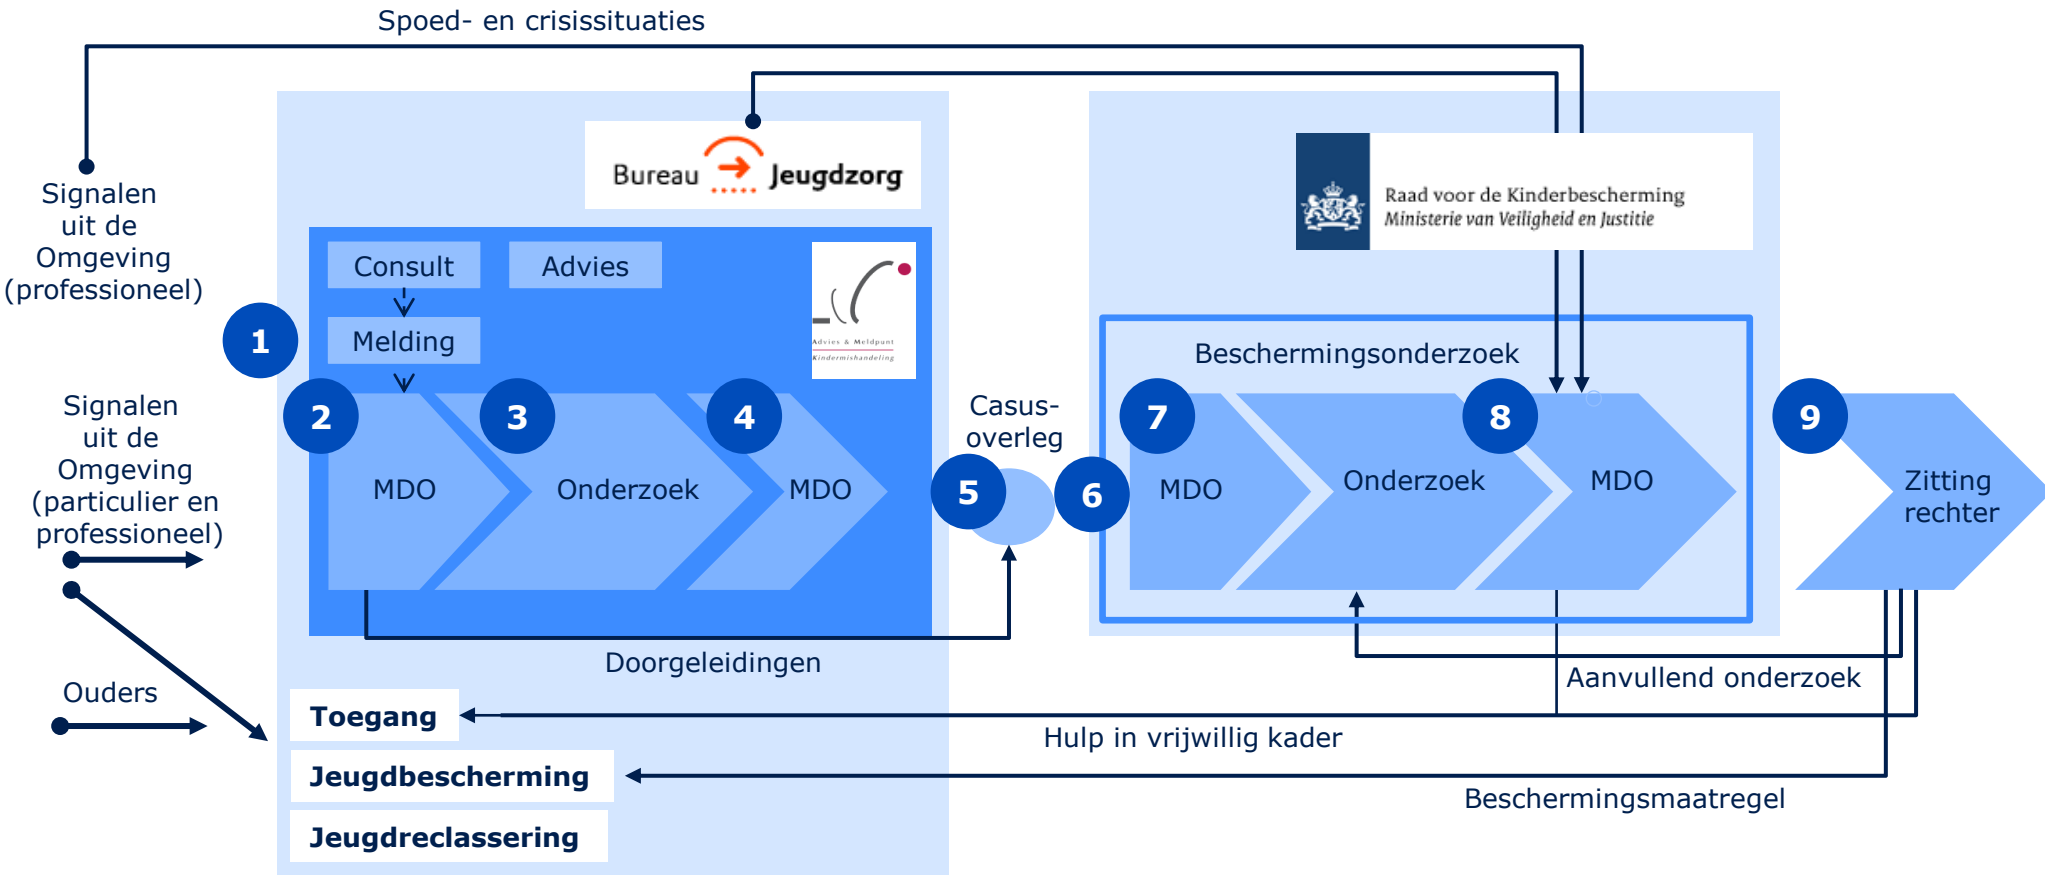 Spoed- en crisissituaties
Bureau Jeugdzorg
Raad voor de Kinderbescherming
Ministerie van Veiligheid en Justitie
Signalen
uit de
Omgeving
(professioneel)
Consult
Advies
Melding
Advies & Meldpunt
Kindermishandeling
1
Beschermingsonderzoek
Signalen
uit de
Omgeving
(particulier en
professioneel)
2
MDO
3
Onderzoek
4
MDO
Casus-
overleg
5
6
7
MDO
Onderzoek
8
MDO
9
Zitting
rechter
Doorgeleidingen
Aanvullend onderzoek
Ouders
Toegang
Hulp in vrijwillig kader
Jeugdbescherming
Beschermingsmaatregel
Jeugdreclassering